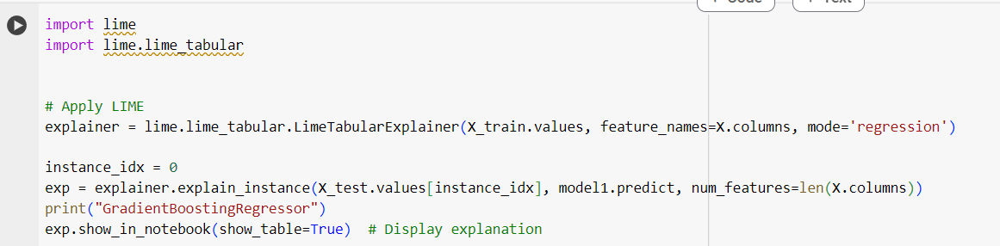 + Code + Text
import lime
import lime.lime_tabular
# Apply LIME
explainer = lime.lime_tabular.LimeTabularExplainer(X_train.values, feature_names=X.columns, mode='regression')
instance_idx = 0
exp = explainer.explain_instance(X_test.values[instance_idx], model1.predict, num_features=len(X.columns))
print("GradientBoostingRegressor")
exp.show_in_notebook(show_table=True)  # Display explanation